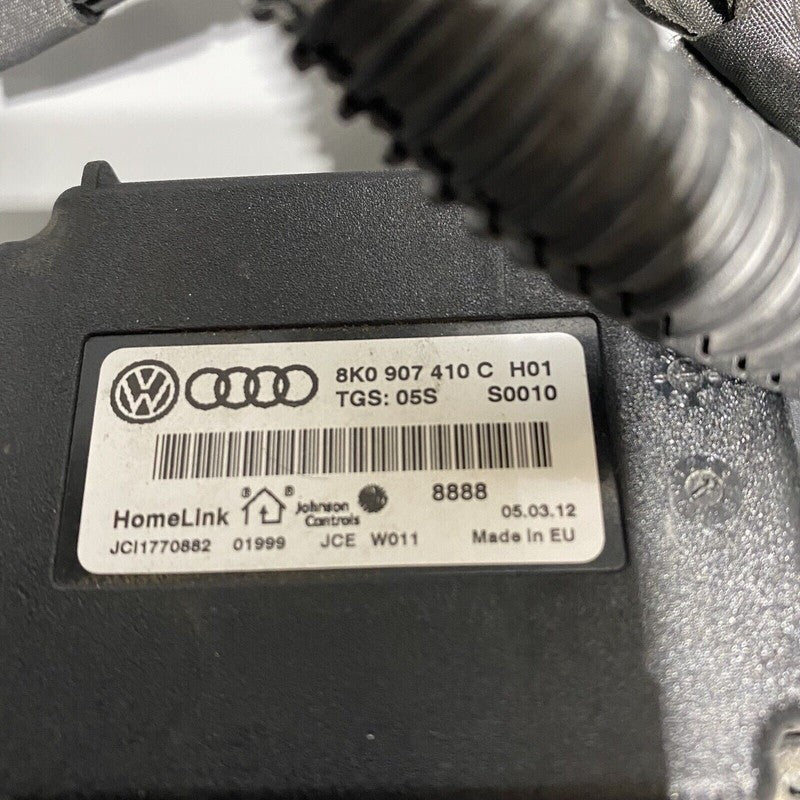 8K0 907 410 C H01
TGS: 05S S0010
8888
HomeLink Johnson Controls 05.03.12
JCI1770882 01999 JCE W011 Made in EU